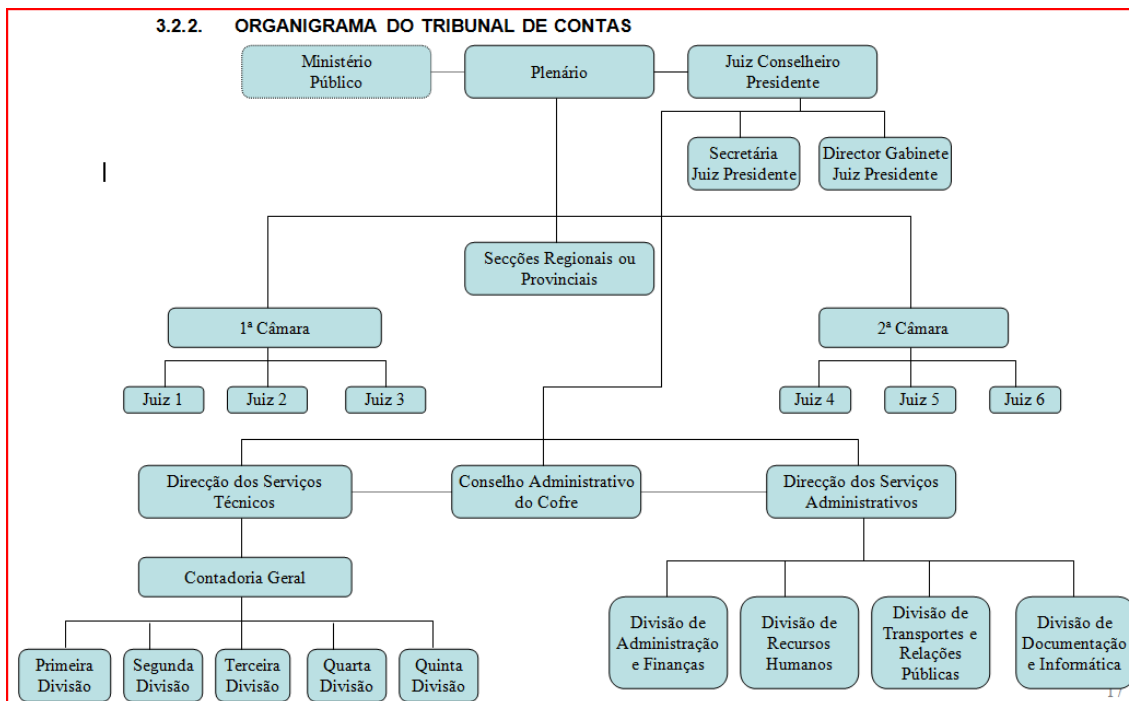 3.2.2. ORGANIGRAMA DO TRIBUNAL DE CONTAS
Ministério
Público
Plenário
Juiz Conselheiro
Presidente
Secretária
Juiz Presidente
Director Gabinete
Juiz Presidente
Secções Regionais ou
Provinciais
1ª Câmara
2ª Câmara
Juiz 1
Juiz 2
Juiz 3
Juiz 4
Juiz 5
Juiz 6
Direcção dos Serviços
Técnicos
Conselho Administrativo
do Cofre
Direcção dos Serviços
Administrativos
Contadoria Geral
Primeira
Divisão
Segunda
Divisão
Terceira
Divisão
Quarta
Divisão
Quinta
Divisão
Divisão de
Administração
e Finanças
Divisão de
Recursos
Humanos
Divisão de
Transportes e
Relações
Públicas
Divisão de
Documentação
e Informática
17